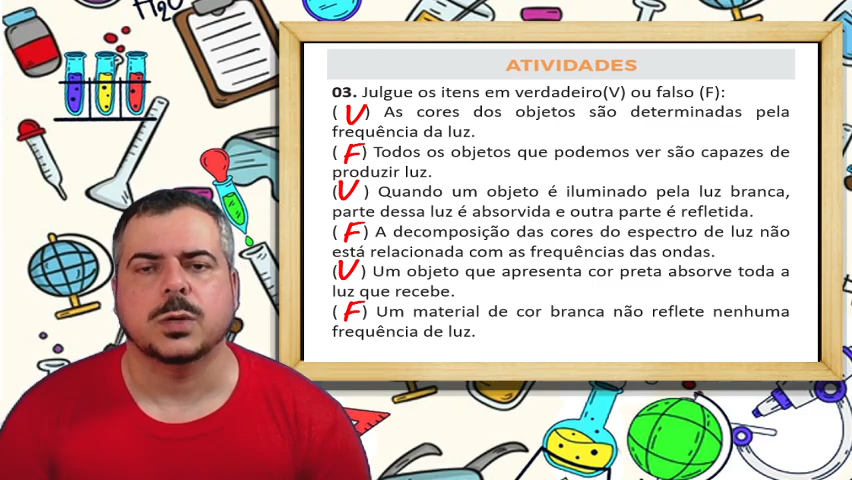 H₂O
ATIVIDADES
03. Julgue os itens em verdadeiro(V) ou falso (F):
( V ) As cores dos objetos são determinadas pela
frequência da luz.
( F ) Todos os objetos que podemos ver são capazes de
produzir luz.
( V ) Quando um objeto é iluminado pela luz branca,
parte dessa luz é absorvida e outra parte é refletida.
( F ) A decomposição das cores do espectro de luz não
está relacionada com as frequências das ondas.
( V ) Um objeto que apresenta cor preta absorve toda a
luz que recebe.
( F ) Um material de cor branca não reflete nenhuma
frequência de luz.